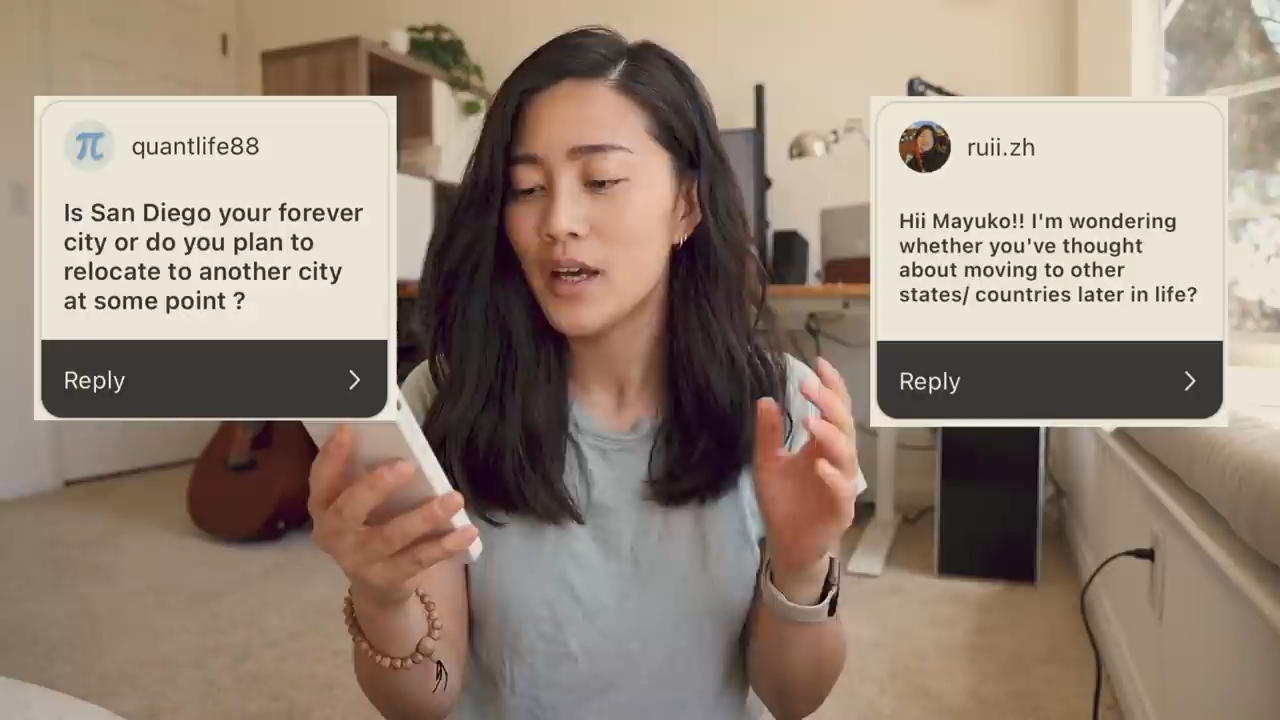 quantlife88
Is San Diego your forever
city or do you plan to
relocate to another city
at some point ?
Reply
ruii.zh
Hii Mayuko!! I'm wondering
whether you've thought
about moving to other
states/ countries later in life?
Reply